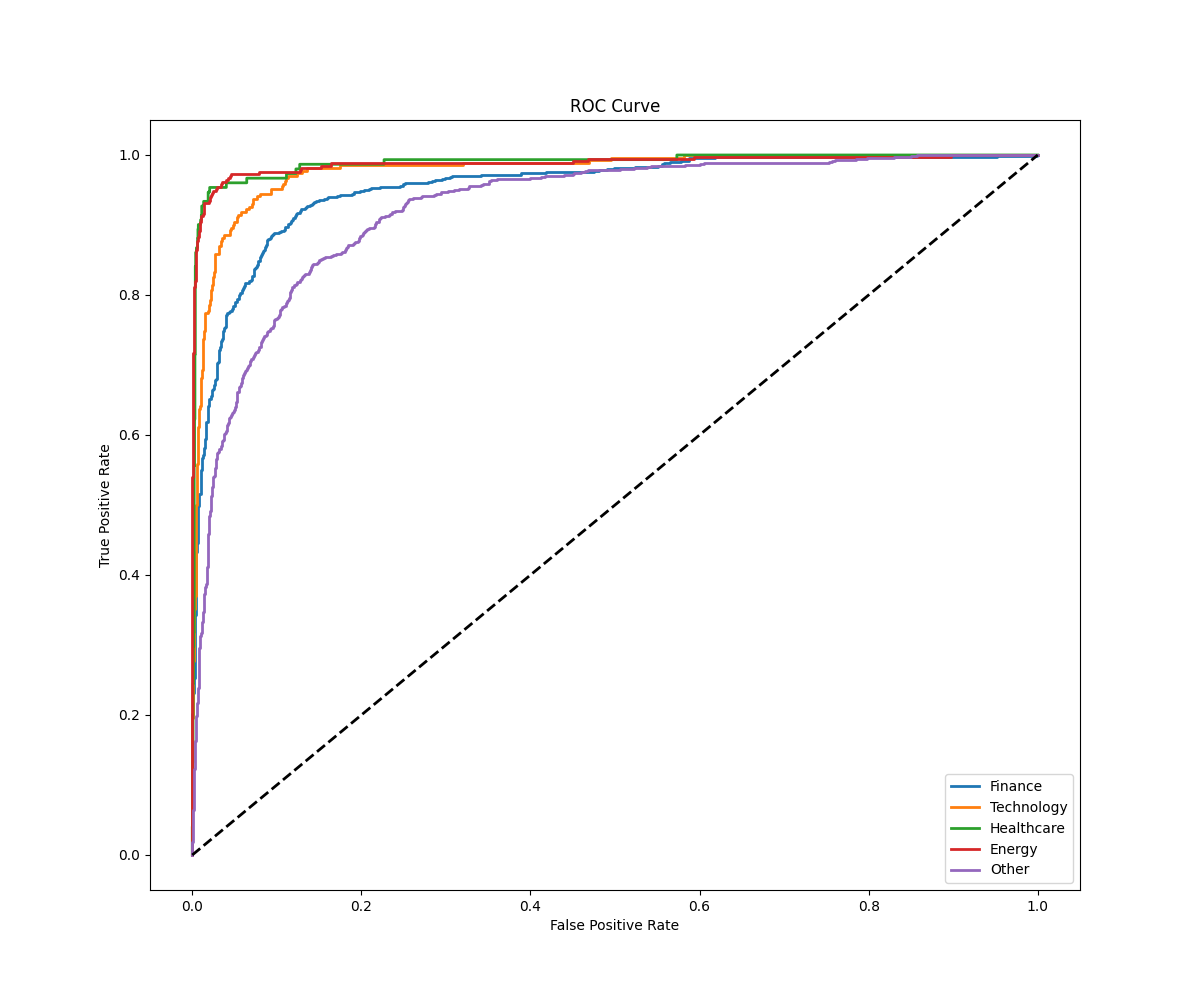 ROC Curve
True Positive Rate
1.0
0.8
0.6
0.4
0.2
0.0
0.0 0.2 0.4 0.6 0.8 1.0
False Positive Rate
Finance
Technology
Healthcare
Energy
Other